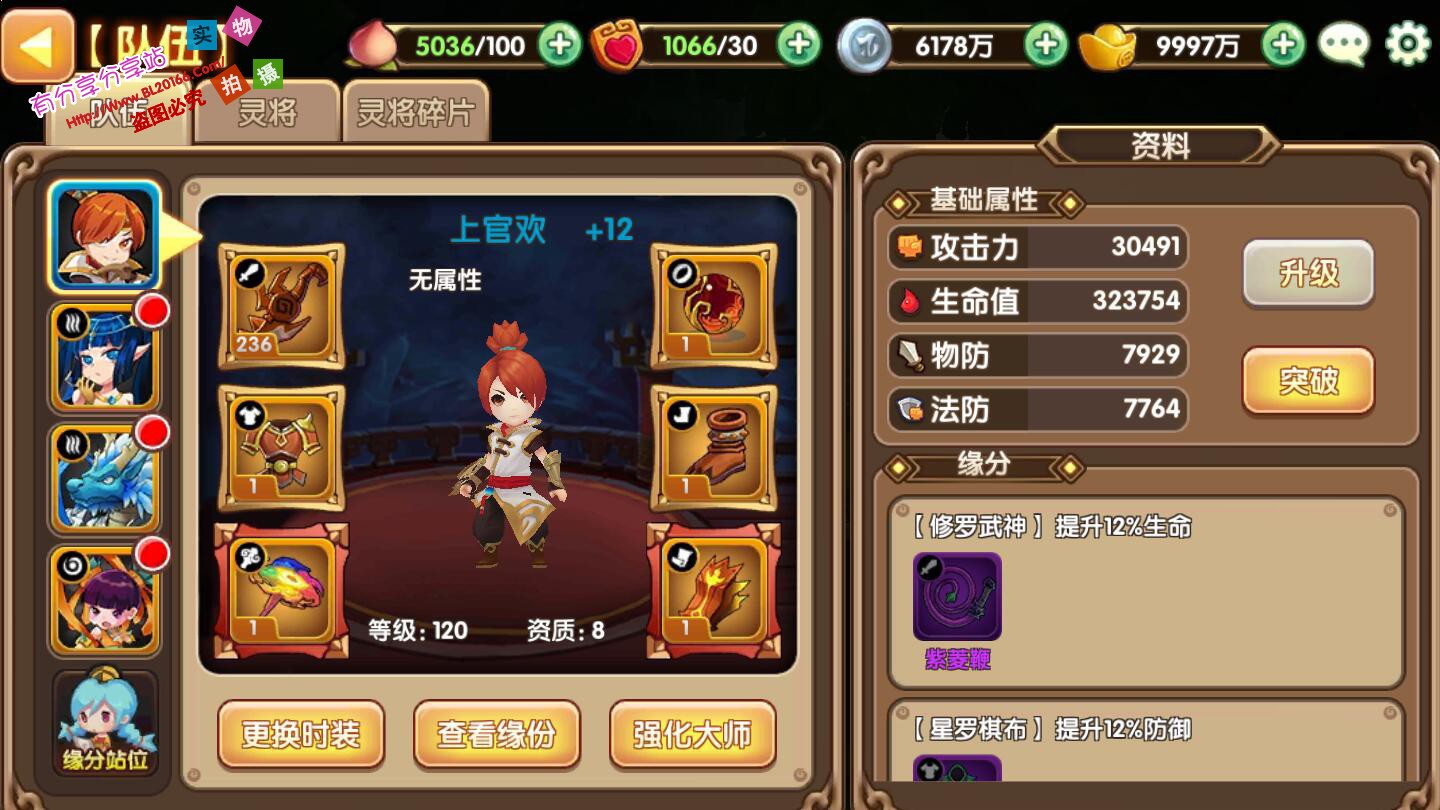 【队伍】
5036/100
1066/30
6178万
9997万
实物拍摄
有分享分享站
Http://Www.BL20166.Com/
盗图必究
队伍
灵将
灵将碎片
资料
上官欢 +12
无属性
236
1
1
1
1
1
等级: 120
资质: 8
缘分站位
更换时装
查看缘份
强化大师
基础属性
攻击力 30491
生命值 323754
物防 7929
法防 7764
升级
突破
缘分
【修罗武神】提升12%生命
紫菱鞭
【星罗棋布】提升12%防御